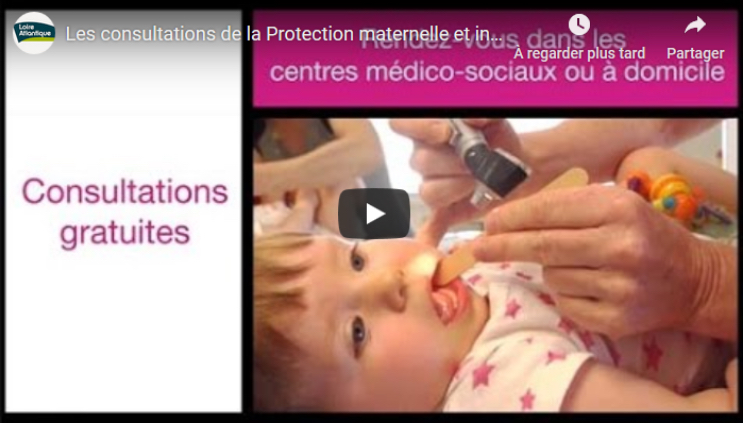 Loire
Atlantique
Les consultations de la Protection maternelle et in...
À regarder plus tard
Partager
Rendez-vous dans les
centres médico-sociaux ou à domicile
Consultations
gratuites